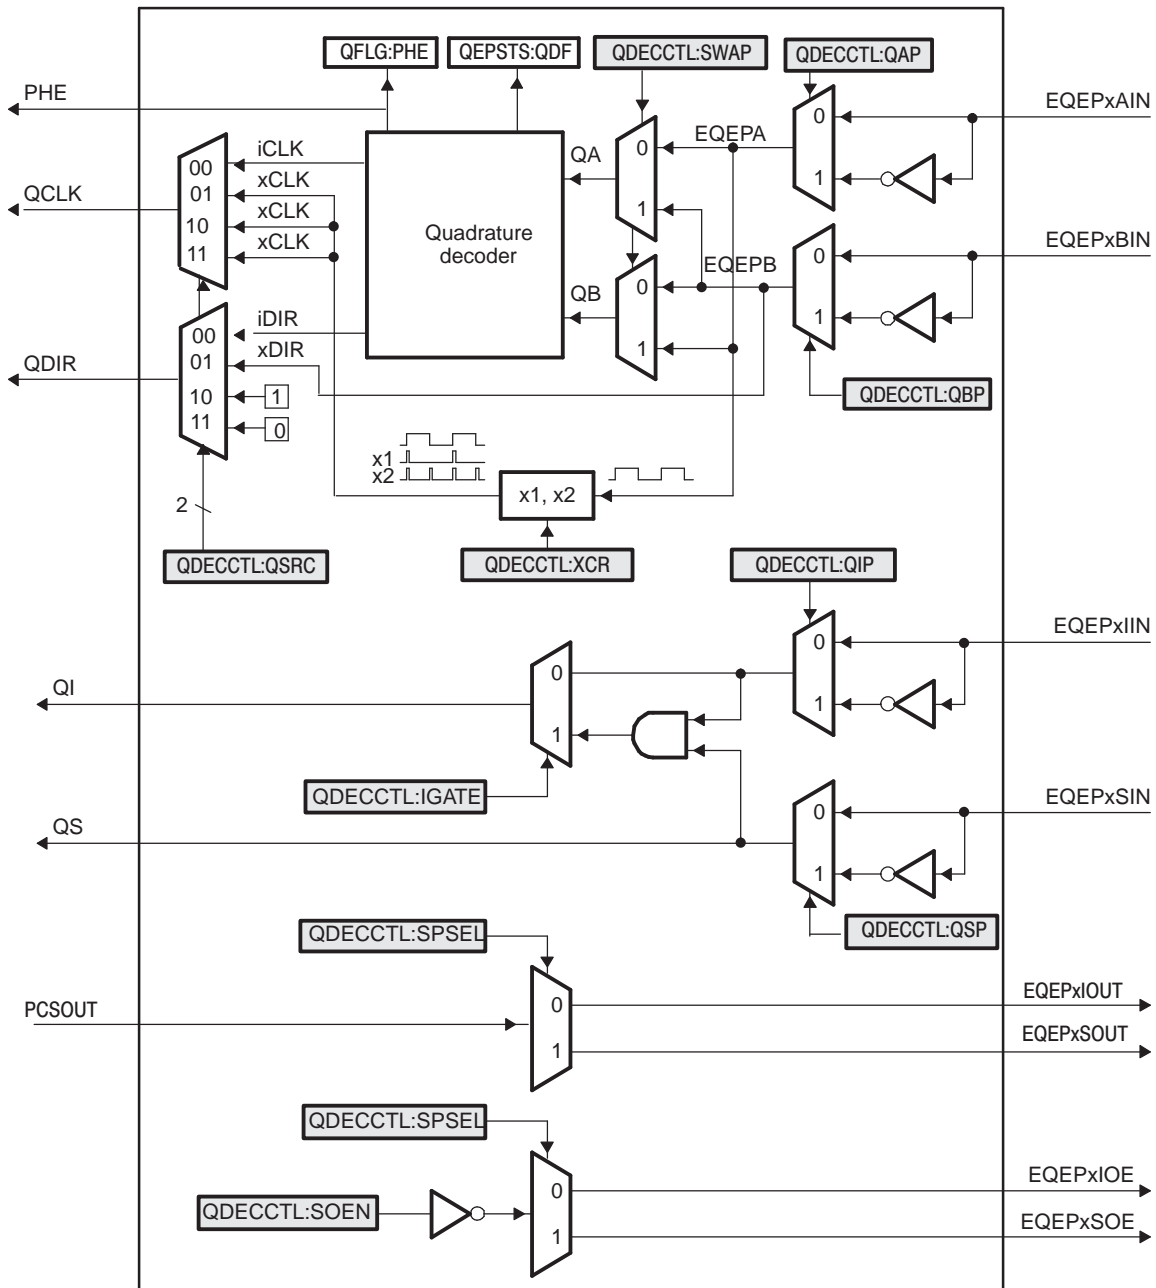 QFLG:PHE
QEPSTS:QDF
QDECCTL:SWAP
QDECCTL:QAP
PHE
EQEPxAIN
00
01
10
11
iCLK
xCLK
xCLK
xCLK
QCLK
Quadrature
decoder
QA
0
1
EQEPA
0
1
EQEPxBIN
EQEPB
QB
0
1
0
1
QDIR
00
01
10
11
iDIR
xDIR
1
0
QDECCTL:QBP
x1
x2
x1, x2
2
QDECCTL:QSRC
QDECCTL:XCR
QDECCTL:QIP
EQEPxIIN
0
1
QI
0
1
QDECCTL:IGATE
EQEPxSIN
0
1
QS
QDECCTL:QSP
QDECCTL:SPSEL
PCSOUT
0
1
EQEPxIOUT
EQEPxSOUT
QDECCTL:SPSEL
QDECCTL:SOEN
0
1
EQEPxIOE
EQEPxSOE